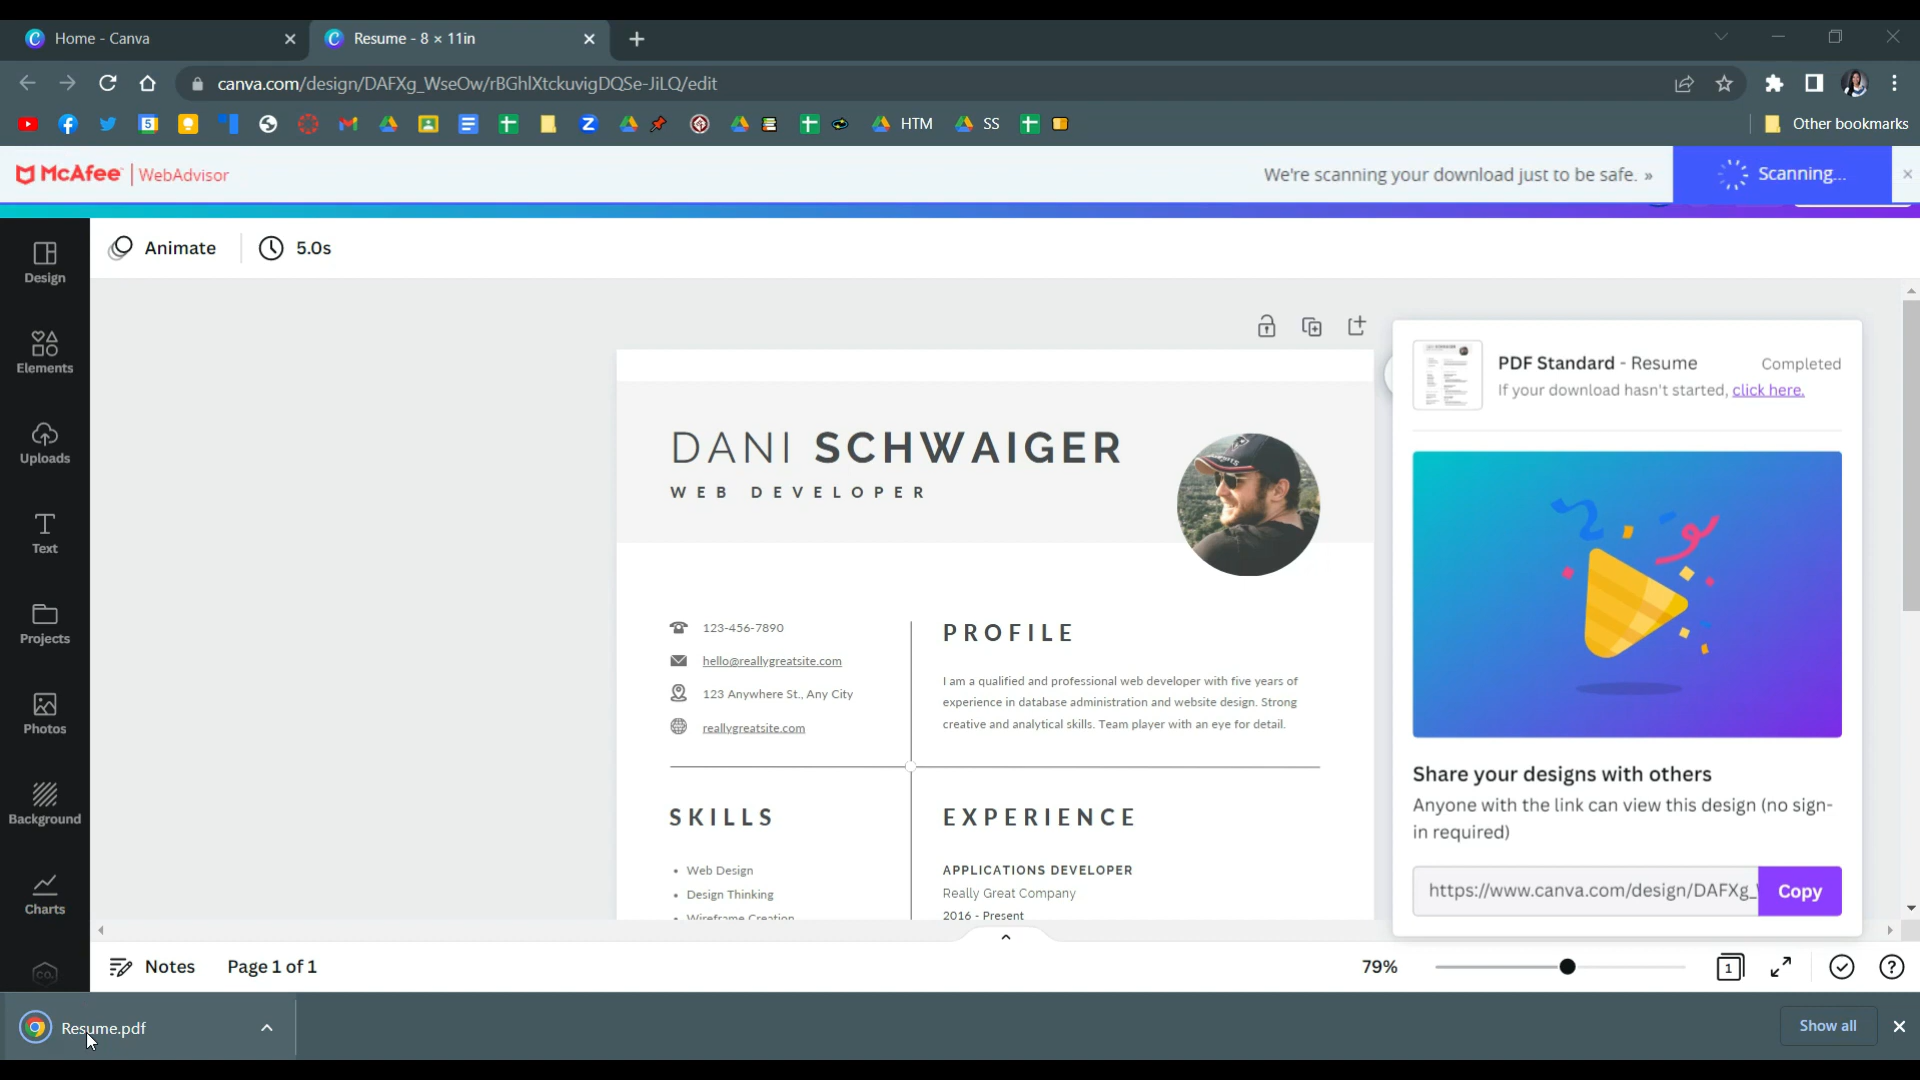 Home - Canva
Resume - 8 × 11in
canva.com/design/DAFXg_WseOw/rBGhlXtckuvigDQSe-JiLQ/edit
HTM
SS
Other bookmarks
McAfee | WebAdvisor
We're scanning your download just to be safe. »
Scanning...
Animate
5.0s
Design
Elements
Uploads
Text
Projects
Photos
Background
Charts
CO.
DANI SCHWAIGER
WEB DEVELOPER
123-456-7890
hello@reallygreatsite.com
123 Anywhere St., Any City
reallygreatsite.com
PROFILE
I am a qualified and professional web developer with five years of
experience in database administration and website design. Strong
creative and analytical skills. Team player with an eye for detail.
SKILLS
• Web Design
• Design Thinking
• Wireframe Creation
EXPERIENCE
APPLICATIONS DEVELOPER
Really Great Company
2016 - Present
PDF Standard - Resume
Completed
If your download hasn't started, click here.
Share your designs with others
Anyone with the link can view this design (no sign-
in required)
https://www.canva.com/design/DAFXg_
Copy
Notes
Page 1 of 1
79%
1
Resume.pdf
Show all